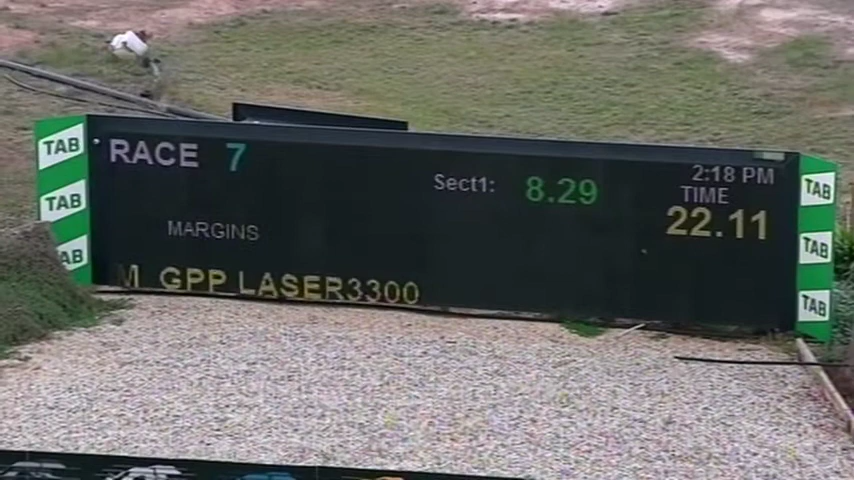 TAB
TAB
TAB
RACE 7
Sect1: 8.29
2:18 PM
TIME
22.11
MARGINS
M GPP LASER3300
TAB
TAB
TAB